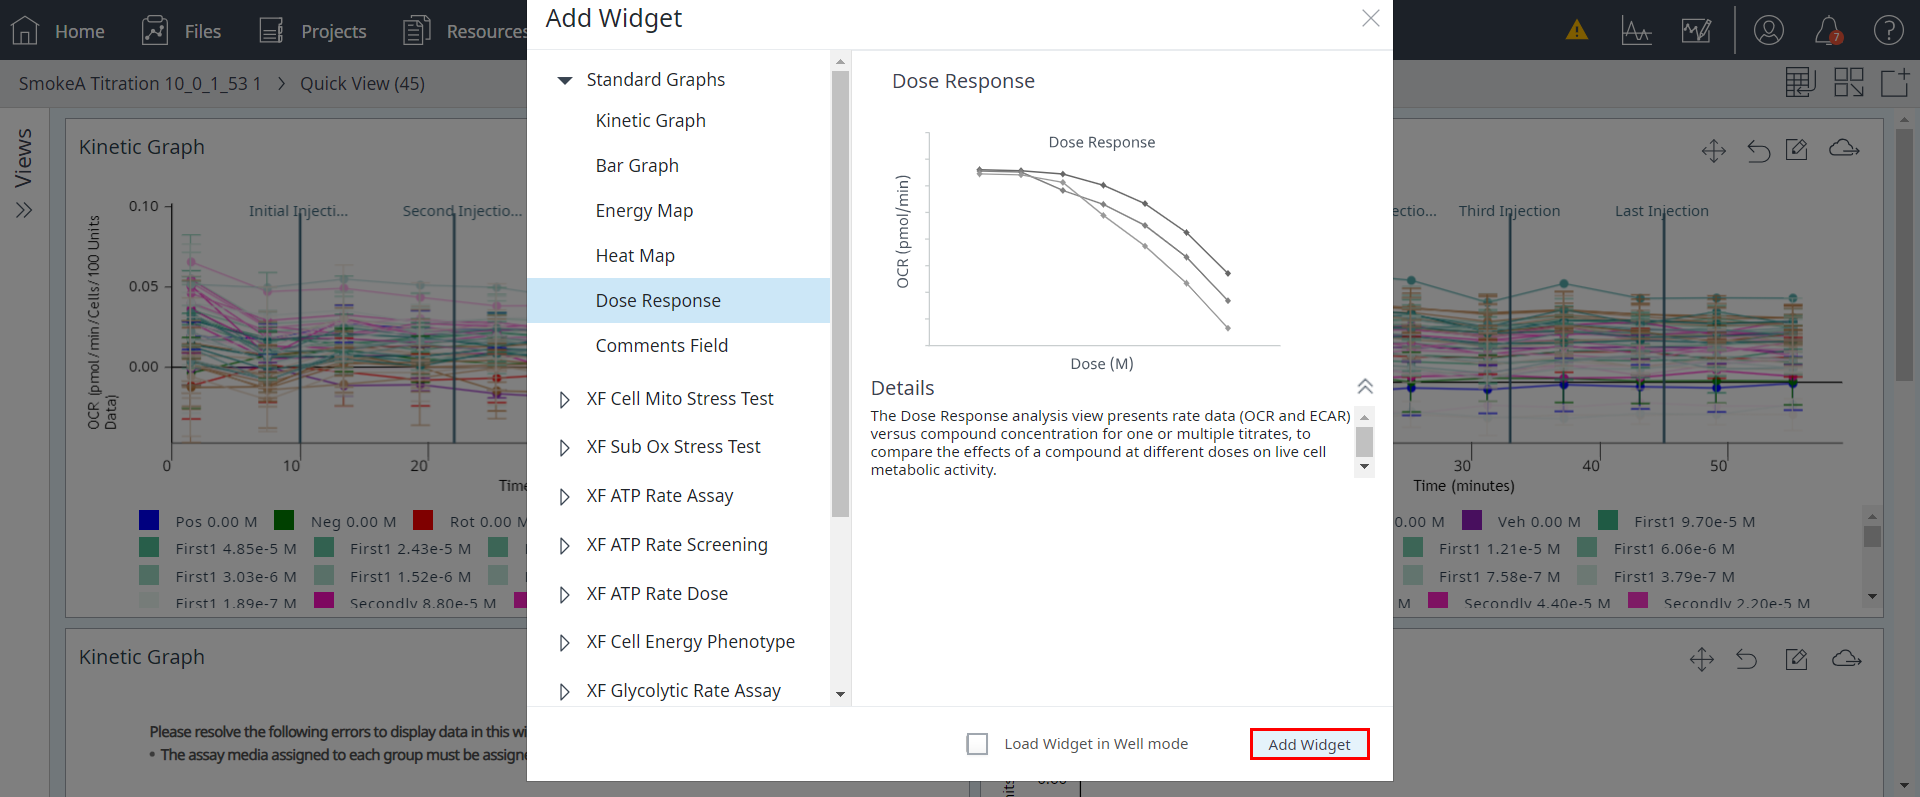 Home
Files
Projects
Resources
7
Add Widget
SmokeA Titration 10_0_1_53 1 > Quick View (45)
Views
Kinetic Graph
OCR (pmol/min/Cells/100 Units Data)
0.10
0.05
0.00
Initial Injecti...
Second Injectio...
0
10
20
Time
Pos 0.00 M
Neg 0.00 M
Rot 0.00 M
First1 4.85e-5 M
First1 2.43e-5 M
First1 3.03e-6 M
First1 1.52e-6 M
First1 1.89e-7 M
Secondly 8.80e-5 M
Kinetic Graph
Please resolve the following errors to display data in this wi
• The assay media assigned to each group must be assigne
Standard Graphs
Kinetic Graph
Bar Graph
Energy Map
Heat Map
Dose Response
Comments Field
XF Cell Mito Stress Test
XF Sub Ox Stress Test
XF ATP Rate Assay
XF ATP Rate Screening
XF ATP Rate Dose
XF Cell Energy Phenotype
XF Glycolytic Rate Assay
Dose Response
Dose Response
OCR (pmol/min)
Dose (M)
Details
The Dose Response analysis view presents rate data (OCR and ECAR)
versus compound concentration for one or multiple titrates, to
compare the effects of a compound at different doses on live cell
metabolic activity.
Load Widget in Well mode
Add Widget
ectio...
Third Injection
Last Injection
30
40
50
Time (minutes)
0.00 M
Veh 0.00 M
First1 9.70e-5 M
First1 1.21e-5 M
First1 6.06e-6 M
First1 7.58e-7 M
First1 3.79e-7 M
M
Secondly 4.40e-5 M
Secondly 2.20e-5 M